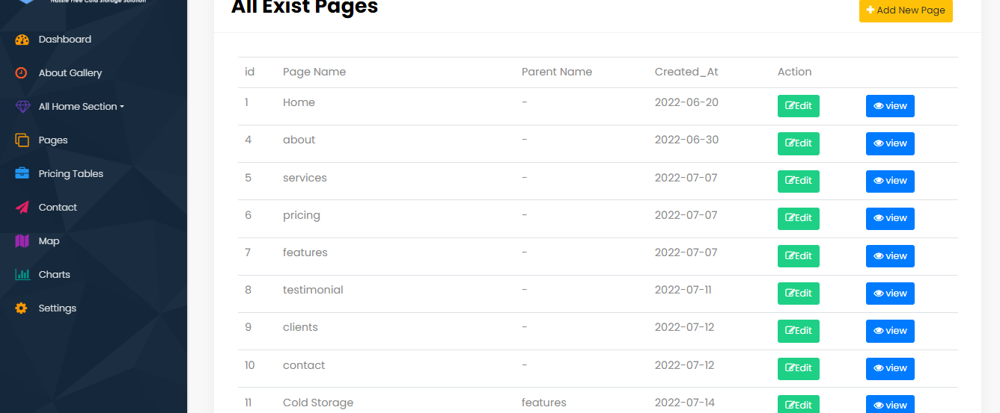 Hassle Free Cold Storage Solution
All Exist Pages
Add New Page
Dashboard
About Gallery
All Home Section
Pages
Pricing Tables
Contact
Map
Charts
Settings
id Page Name Parent Name Created_At Action
1 Home - 2022-06-20 Edit view
4 about - 2022-06-30 Edit view
5 services - 2022-07-07 Edit view
6 pricing - 2022-07-07 Edit view
7 features - 2022-07-07 Edit view
8 testimonial - 2022-07-11 Edit view
9 clients - 2022-07-12 Edit view
10 contact - 2022-07-12 Edit view
11 Cold Storage features 2022-07-14 Edit view